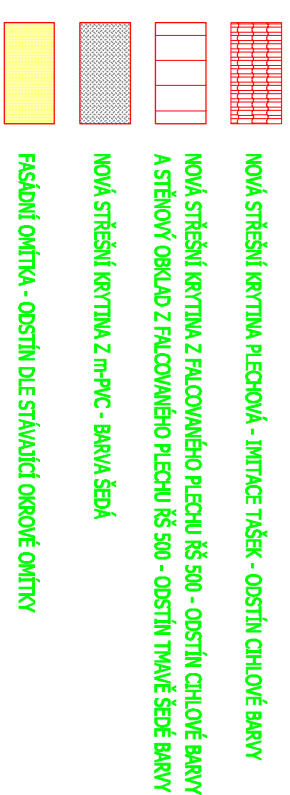 NOVÁ STŘEŠNÍ KRYTINA PLECHOVÁ - IMITACE TAŠEK - ODSTÍN CIHLOVÉ BARVY
NOVÁ STŘEŠNÍ KRYTINA Z FALCOVANÉHO PLECHU RŠ 500 - ODSTÍN CIHLOVÉ BARVY
A STĚNOVÝ OBKLAD Z FALCOVANÉHO PLECHU RŠ 500 - ODSTÍN TMAVĚ ŠEDÉ BARVY
NOVÁ STŘEŠNÍ KRYTINA Z m-PVC - BARVA ŠEDÁ
FASÁDNÍ OMÍTKA - ODSTÍN DLE STÁVAJÍCÍ OKROVÉ OMÍTKY